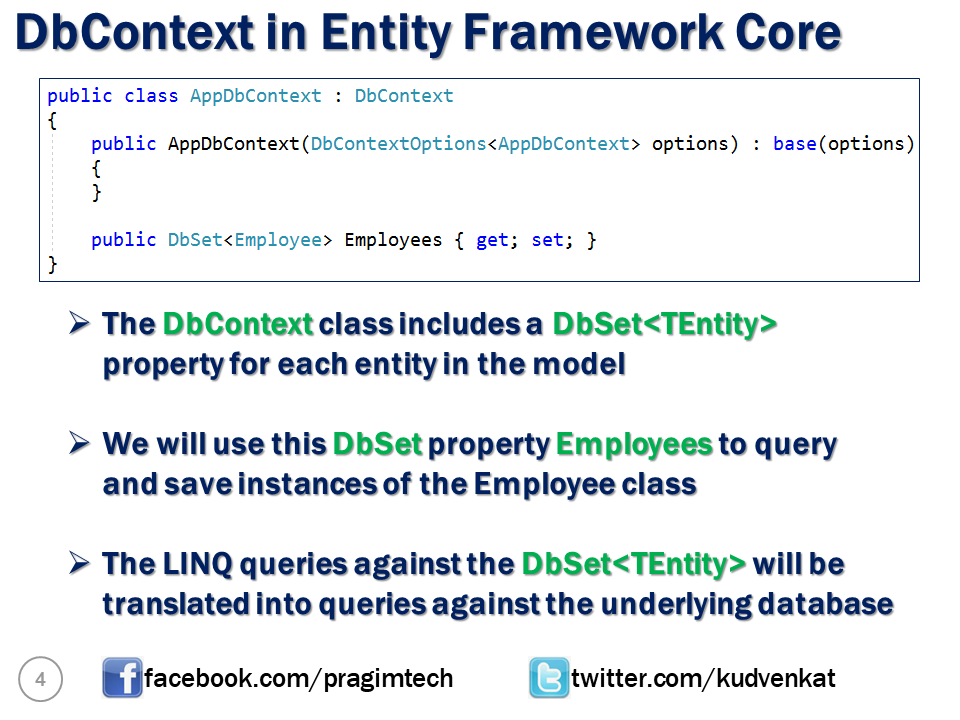 DbContext in Entity Framework Core
public class AppDbContext : DbContext
{
public AppDbContext(DbContextOptions<AppDbContext> options) : base(options)
{
}
public DbSet<Employee> Employees { get; set; }
}
The DbContext class includes a DbSet<TEntity>
property for each entity in the model
We will use this DbSet property Employees to query
and save instances of the Employee class
The LINQ queries against the DbSet<TEntity> will be
translated into queries against the underlying database
4
facebook.com/pragimtech
twitter.com/kudvenkat